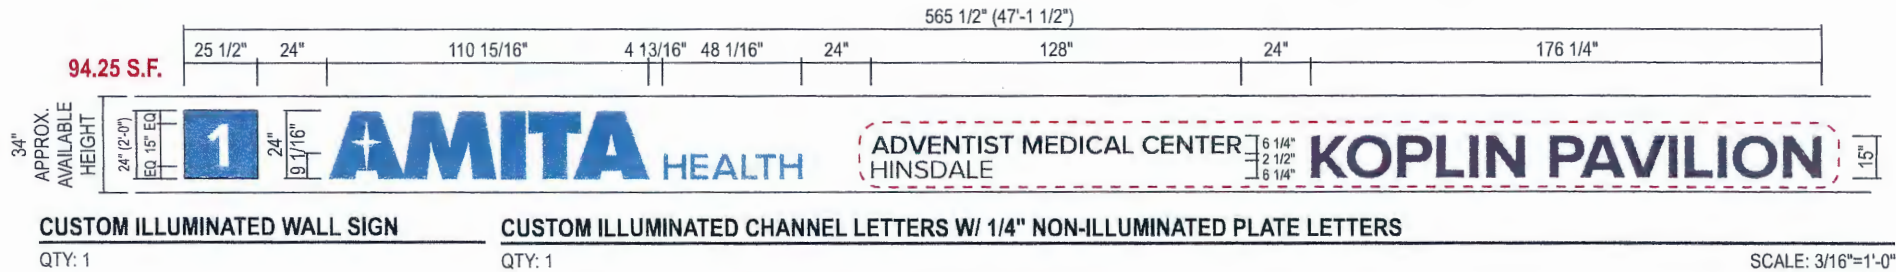 565 1/2" (47'-1 1/2")
25 1/2" 24" 110 15/16" 4 13/16" 48 1/16" 24" 128" 24" 176 1/4"
94.25 S.F.
34"
APPROX.
AVAILABLE
HEIGHT
24" (2'-0")
EQ 15" EQ
1
24"
9 1/16"
AMITA
HEALTH
ADVENTIST MEDICAL CENTER
HINSDALE
6 1/4"
2 1/2"
6 1/4"
KOPLIN PAVILION
15"
CUSTOM ILLUMINATED WALL SIGN
QTY: 1
CUSTOM ILLUMINATED CHANNEL LETTERS W/ 1/4" NON-ILLUMINATED PLATE LETTERS
QTY: 1
SCALE: 3/16"=1'-0"